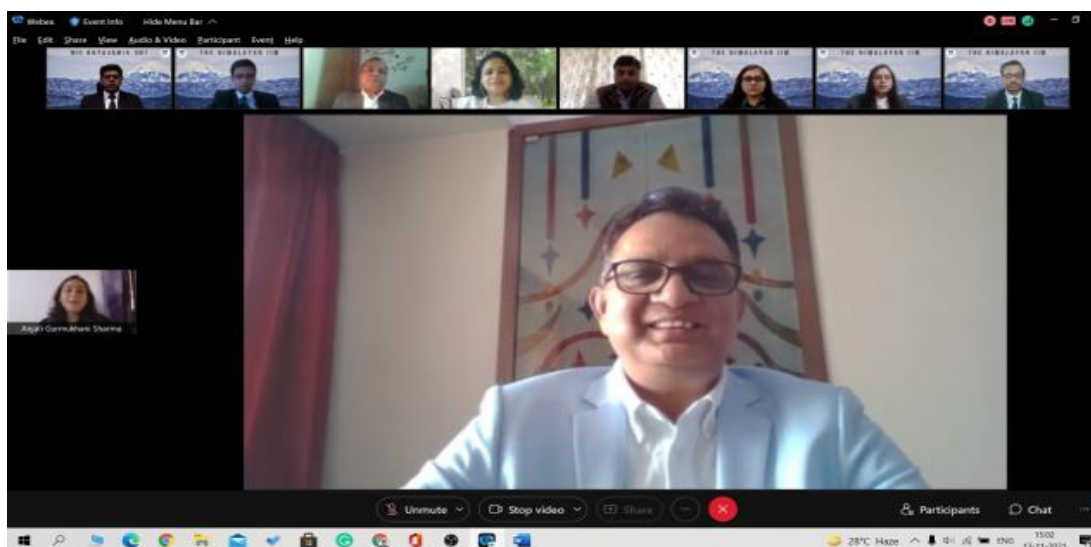 Webex Event Info Hide Menu Bar
File Edit Share View Audio & Video Participant Event Help
THE HIMALAYAN IIM
THE HIMALAYAN IIM
THE HIMALAYAN IIM
THE HIMALAYAN IIM
Anjali Gurmukhani Sharma
Unmute
Stop video
Share
Participants
Chat
28°C Haze
ENG
15:02